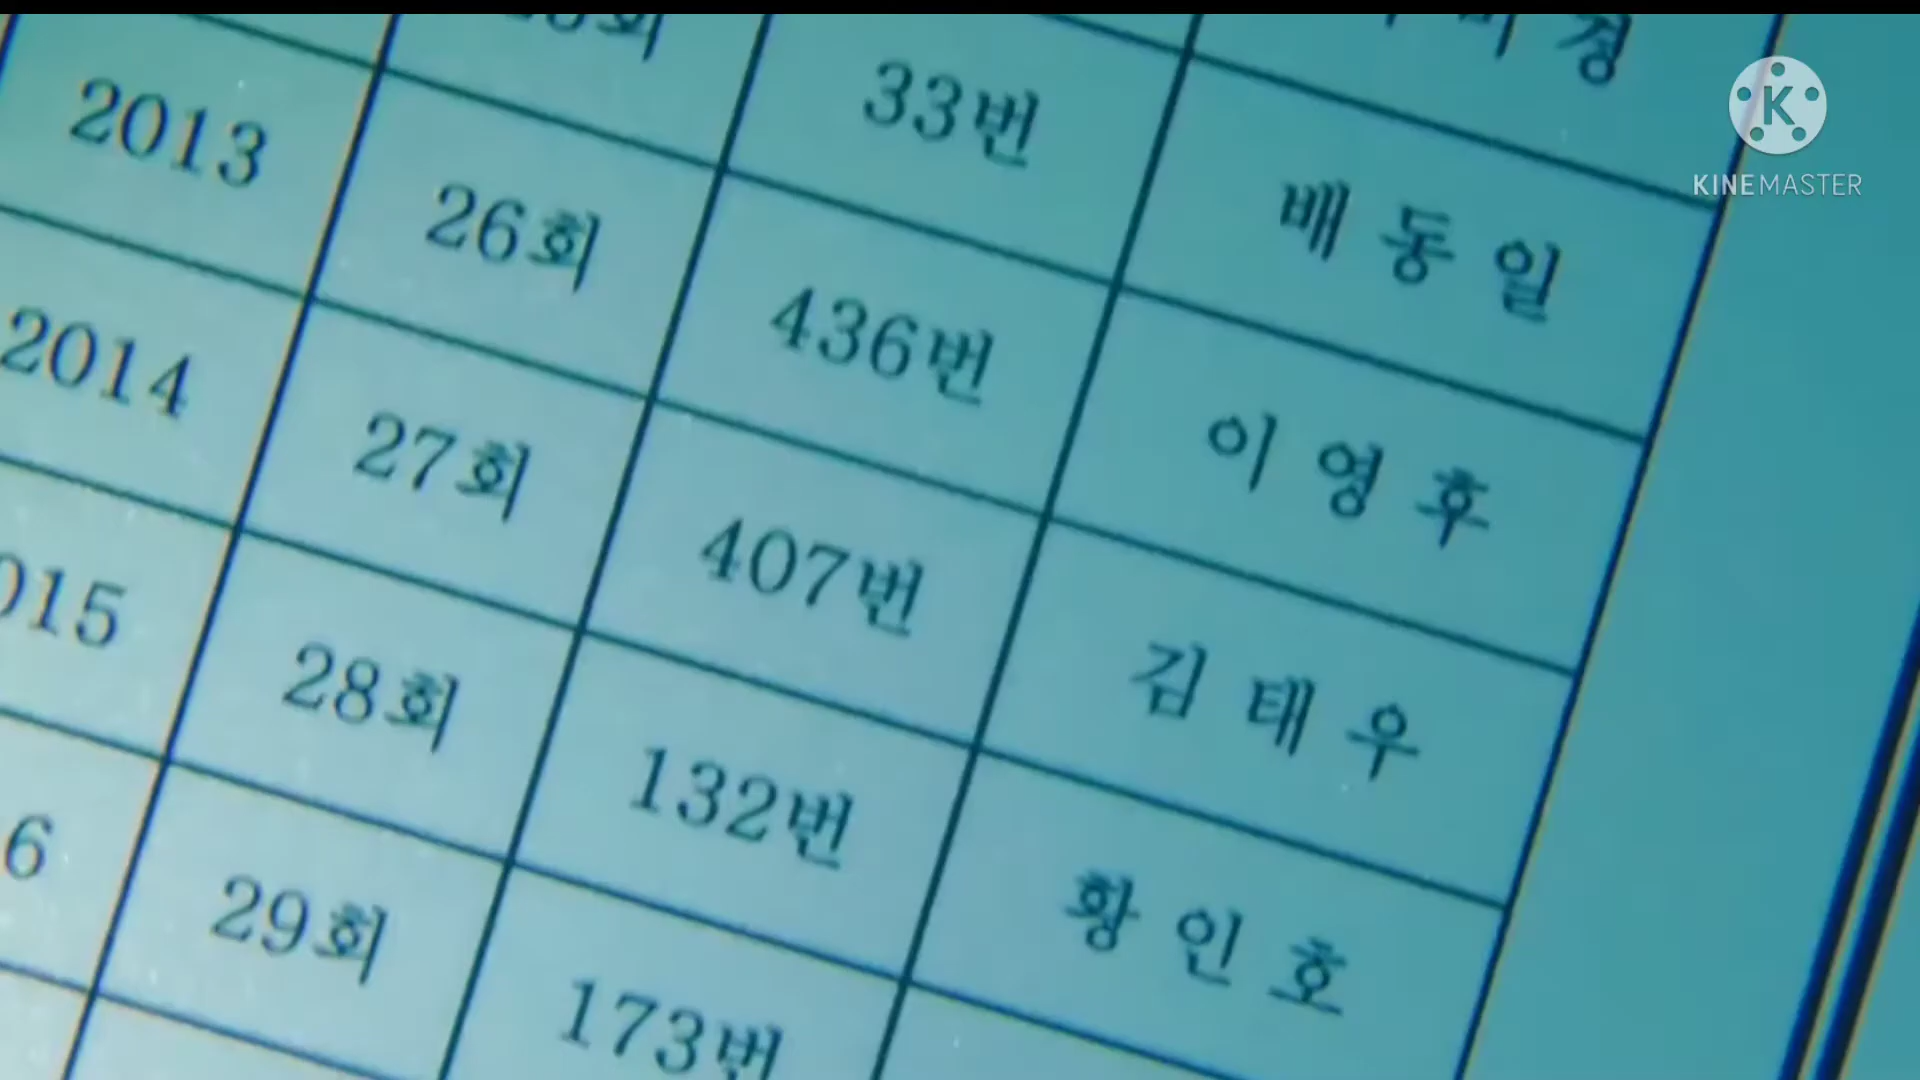 33번 배동일
2013 26회 436번 이영후
2014 27회 407번 김태우
015 28회 132번 황인호
6 29회 173번
KINEMASTER